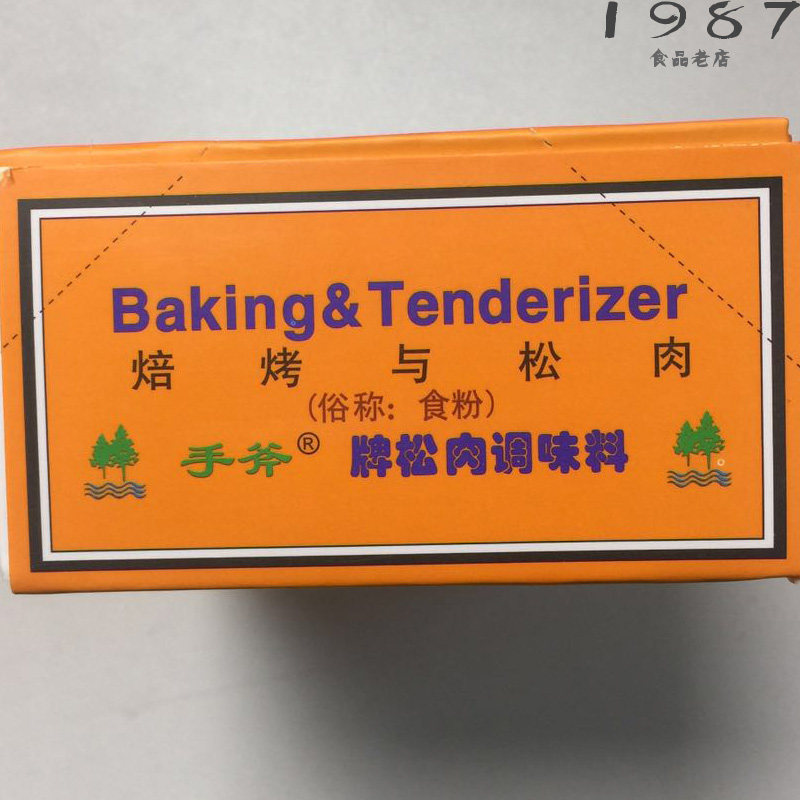 1987
食品老店
Baking&Tenderizer
焙烤与松肉
(俗称：食粉)
手斧® 牌松肉调味料